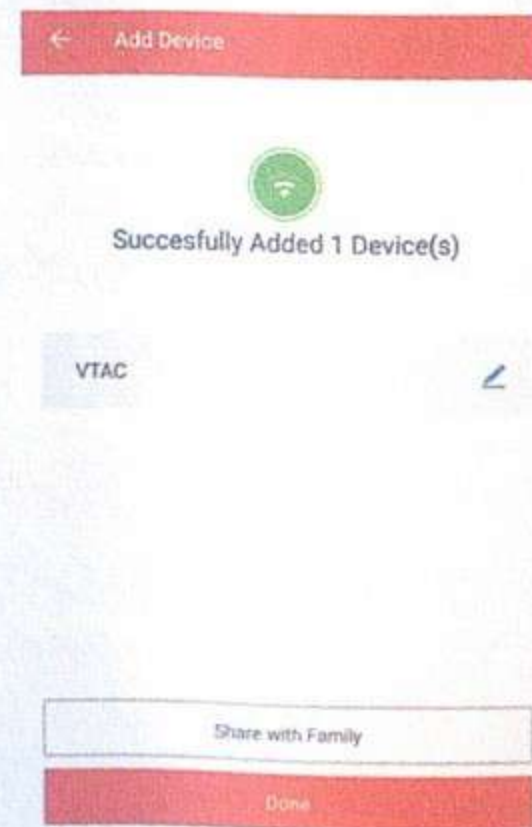 Add Device
Succesfully Added 1 Device(s)
VTAC
Share with Family
Done